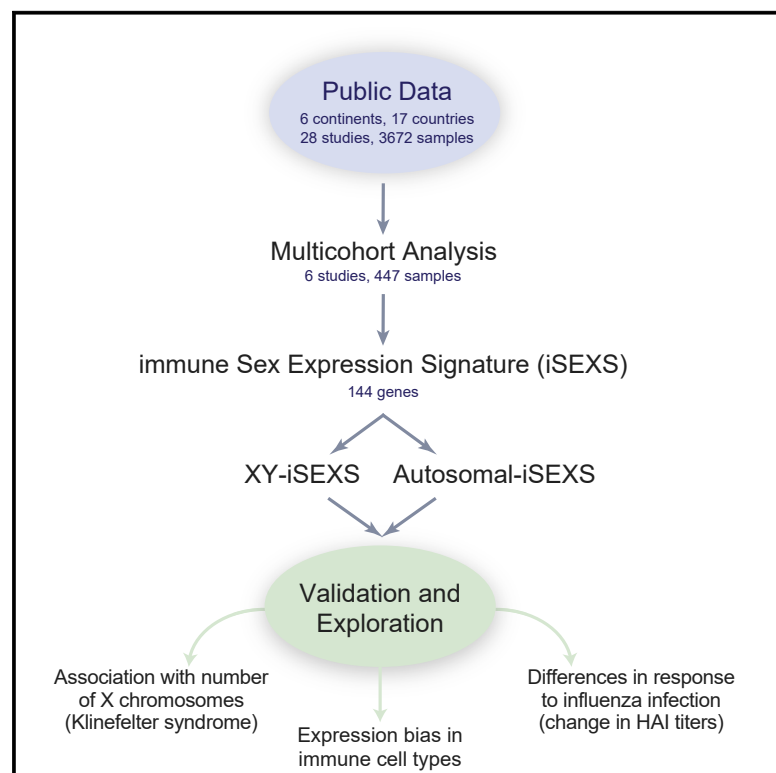 Public Data
6 continents, 17 countries
28 studies, 3672 samples
Multicohort Analysis
6 studies, 447 samples
immune Sex Expression Signature (iSEXS)
144 genes
XY-iSEXS
Autosomal-iSEXS
Validation and
Exploration
Association with number
of X chromosomes
(Klinefelter syndrome)
Expression bias in
immune cell types
Differences in response
to influenza infection
(change in HAI titers)